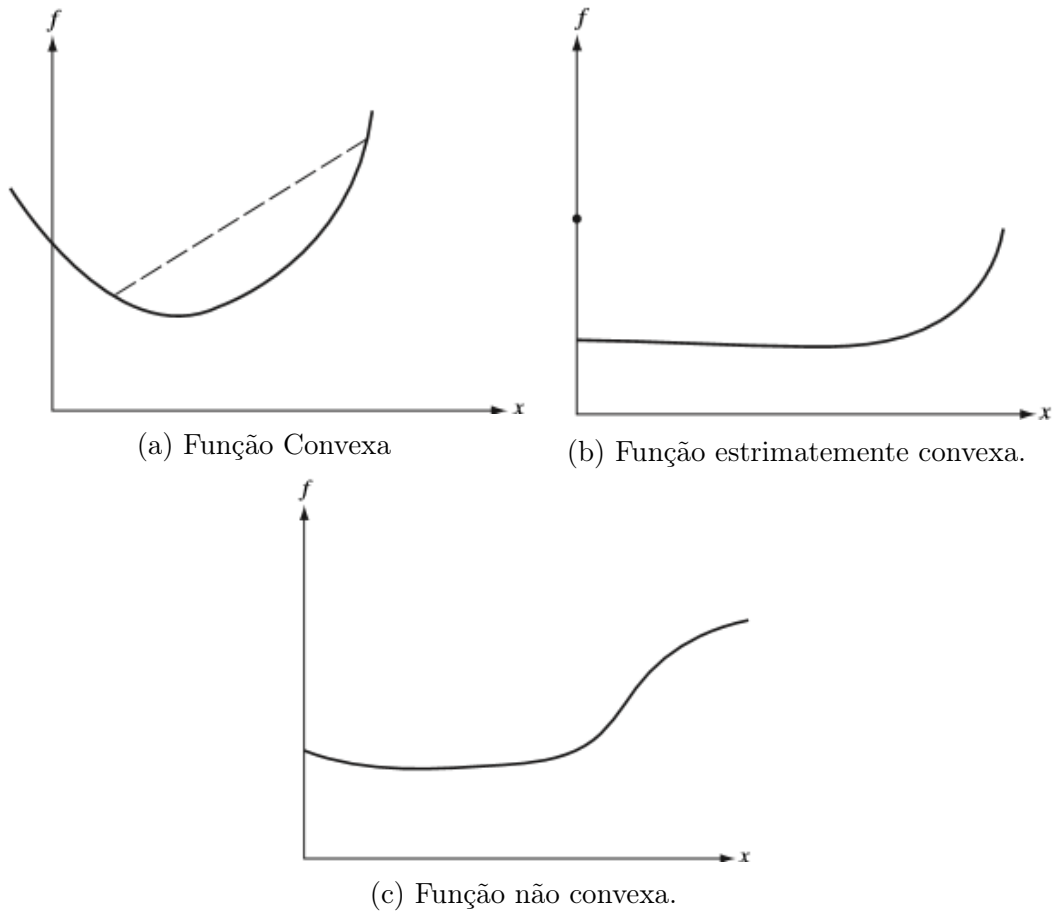 f
x
(a) Função Convexa
f
x
(b) Função estrimatemente convexa.
f
x
(c) Função não convexa.